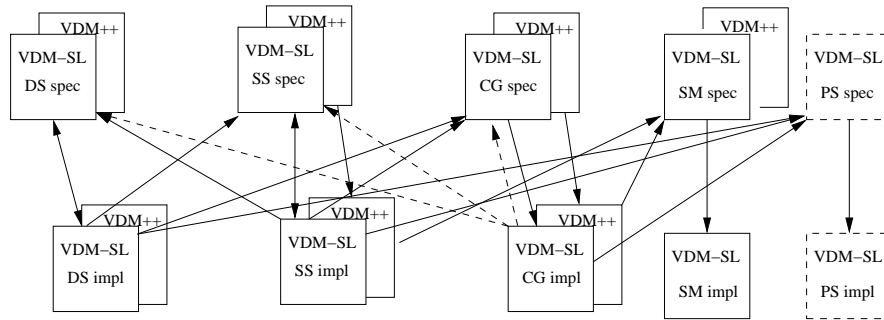 VDM++
VDM++
VDM++
VDM++
VDM−SL
DS spec
VDM−SL
SS spec
VDM−SL
CG spec
VDM−SL
SM spec
VDM−SL
PS spec
VDM++
VDM++
VDM++
VDM−SL
DS impl
VDM−SL
SS impl
VDM−SL
CG impl
VDM−SL
SM impl
VDM−SL
PS impl